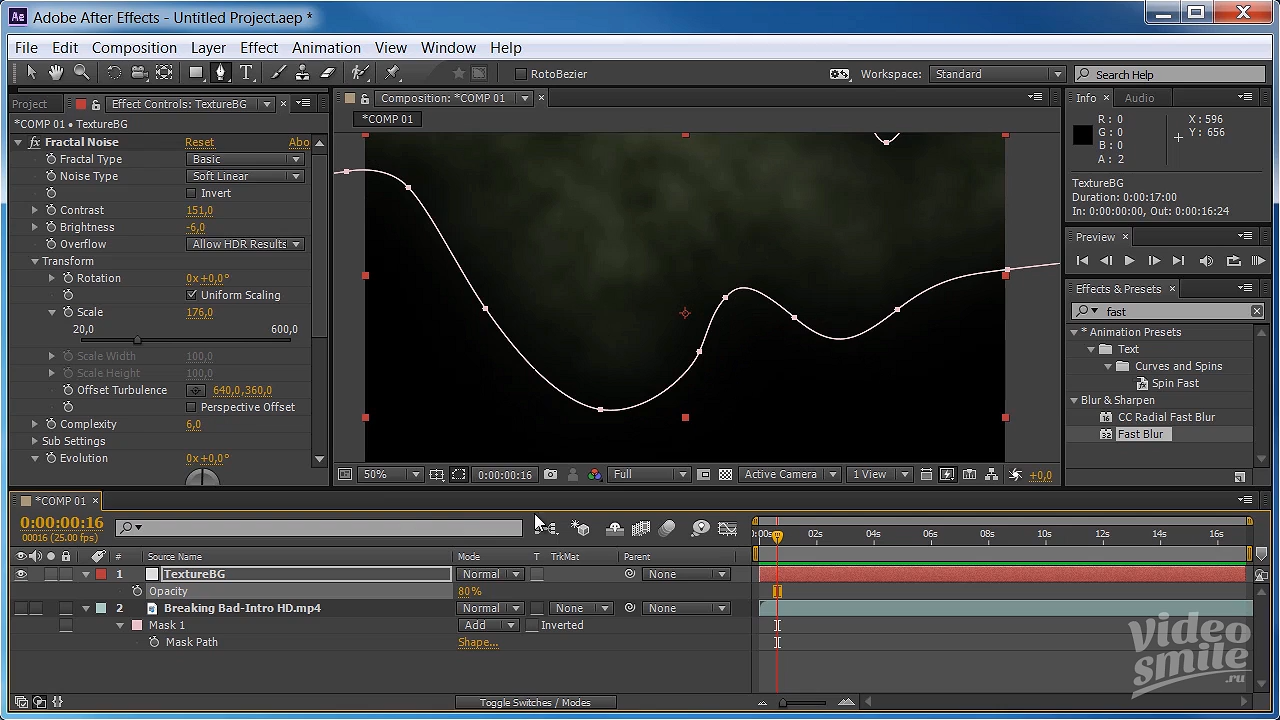 Ae Adobe After Effects - Untitled Project.aep *
File Edit Composition Layer Effect Animation View Window Help
T RotoBezier Workspace: Standard Search Help
Project Effect Controls: TextureBG Composition: *COMP 01 Info Audio
*COMP 01 • TextureBG
*COMP 01
fx Fractal Noise Reset Abo
Fractal Type Basic
Noise Type Soft Linear
Invert
Contrast 151,0
Brightness -6,0
Overflow Allow HDR Results
Transform
Rotation 0x+0,0°
Uniform Scaling
Scale 176,0
20,0 600,0
Scale Width 100,0
Scale Height 100,0
Offset Turbulence 640,0,360,0
Perspective Offset
Complexity 6,0
Sub Settings
Evolution 0x+0,0°
50% 0:00:00:16 Full Active Camera 1 View +0,0
R: 0
G: 0
B: 0
A: 2
X: 596
Y: 656
TextureBG
Duration: 0:00:17:00
In: 0:00:00:00, Out: 0:00:16:24
Preview
Effects & Presets
fast
* Animation Presets
Text
Curves and Spins
Spin Fast
Blur & Sharpen
16 CC Radial Fast Blur
32 Fast Blur
*COMP 01
0:00:00:16
00016 (25.00 fps)
:00s 02s 04s 06s 08s 10s 12s 14s 16s
# Source Name Mode T TrkMat Parent
1 TextureBG Normal None
Opacity 80%
2 Breaking Bad-Intro HD.mp4 Normal None None
Mask 1 Add Inverted
Mask Path Shape...
Toggle Switches / Modes
video
smile
.ru